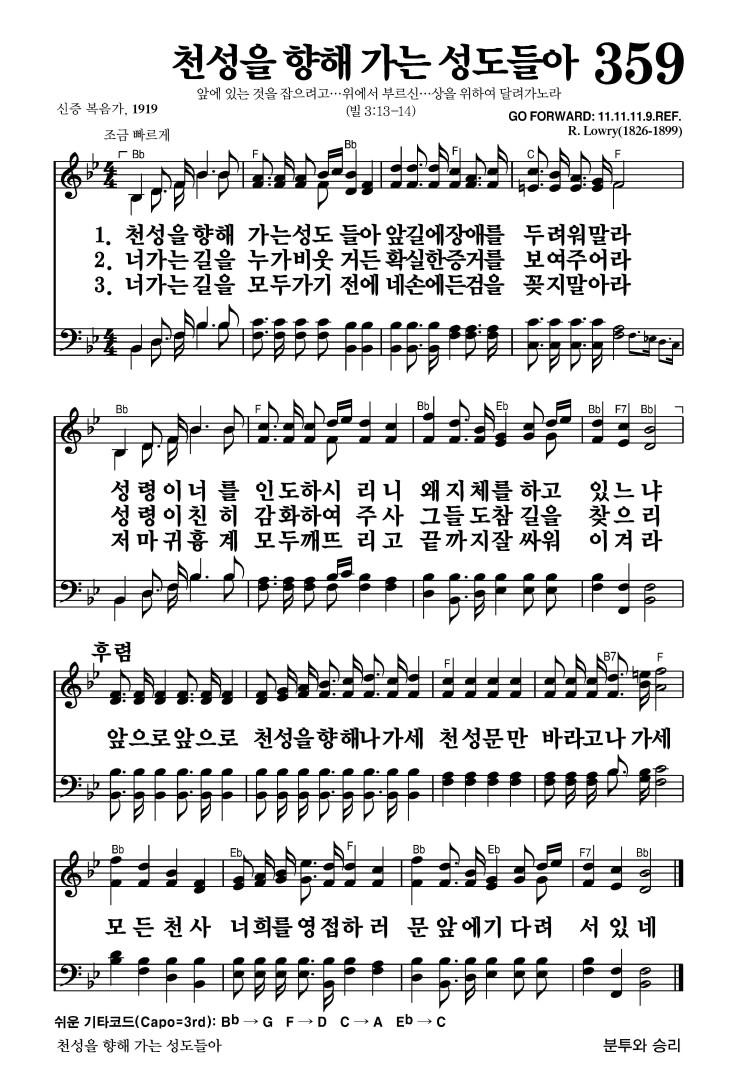 천성을 향해 가는 성도들아 359
앞에 있는 것을 잡으려고…위에서 부르신…상을 위하여 달려가노라
신증 복음가, 1919
(빌 3:13-14)
GO FORWARD: 11.11.11.9.REF.
조금 빠르게
R. Lowry(1826-1899)
Bb F Bb F C F
1. 천성을 향해 가는성도 들아 앞길에장애를 두려워말라
2. 너가는 길을 누가비웃 거든 확실한증거를 보여주어라
3. 너가는 길을 모두가기 전에 네손에든검을 꽂지말아라
Bb F Bb Eb Bb F7 Bb
성 령 이 너 를 인 도하시 리 니 왜 지 체를 하고 있 느 냐
성 령 이 친 히 감 화하여 주 사 그 들 도참 길을 찾 으 리
저 마 귀 흉 계 모 두깨뜨 리 고 끝 까 지잘 싸워 이 겨 라
후렴
F B7 F
앞으로앞으로 천성을향해나가세 천성문만 바라고나가세
Bb Eb F Bb Eb F7 Bb
모 든 천 사 너희를영접하 러 문 앞 에기 다려 서 있 네
쉬운 기타코드(Capo=3rd): Bb → G F → D C → A Eb → C
천성을 향해 가는 성도들아
분투와 승리